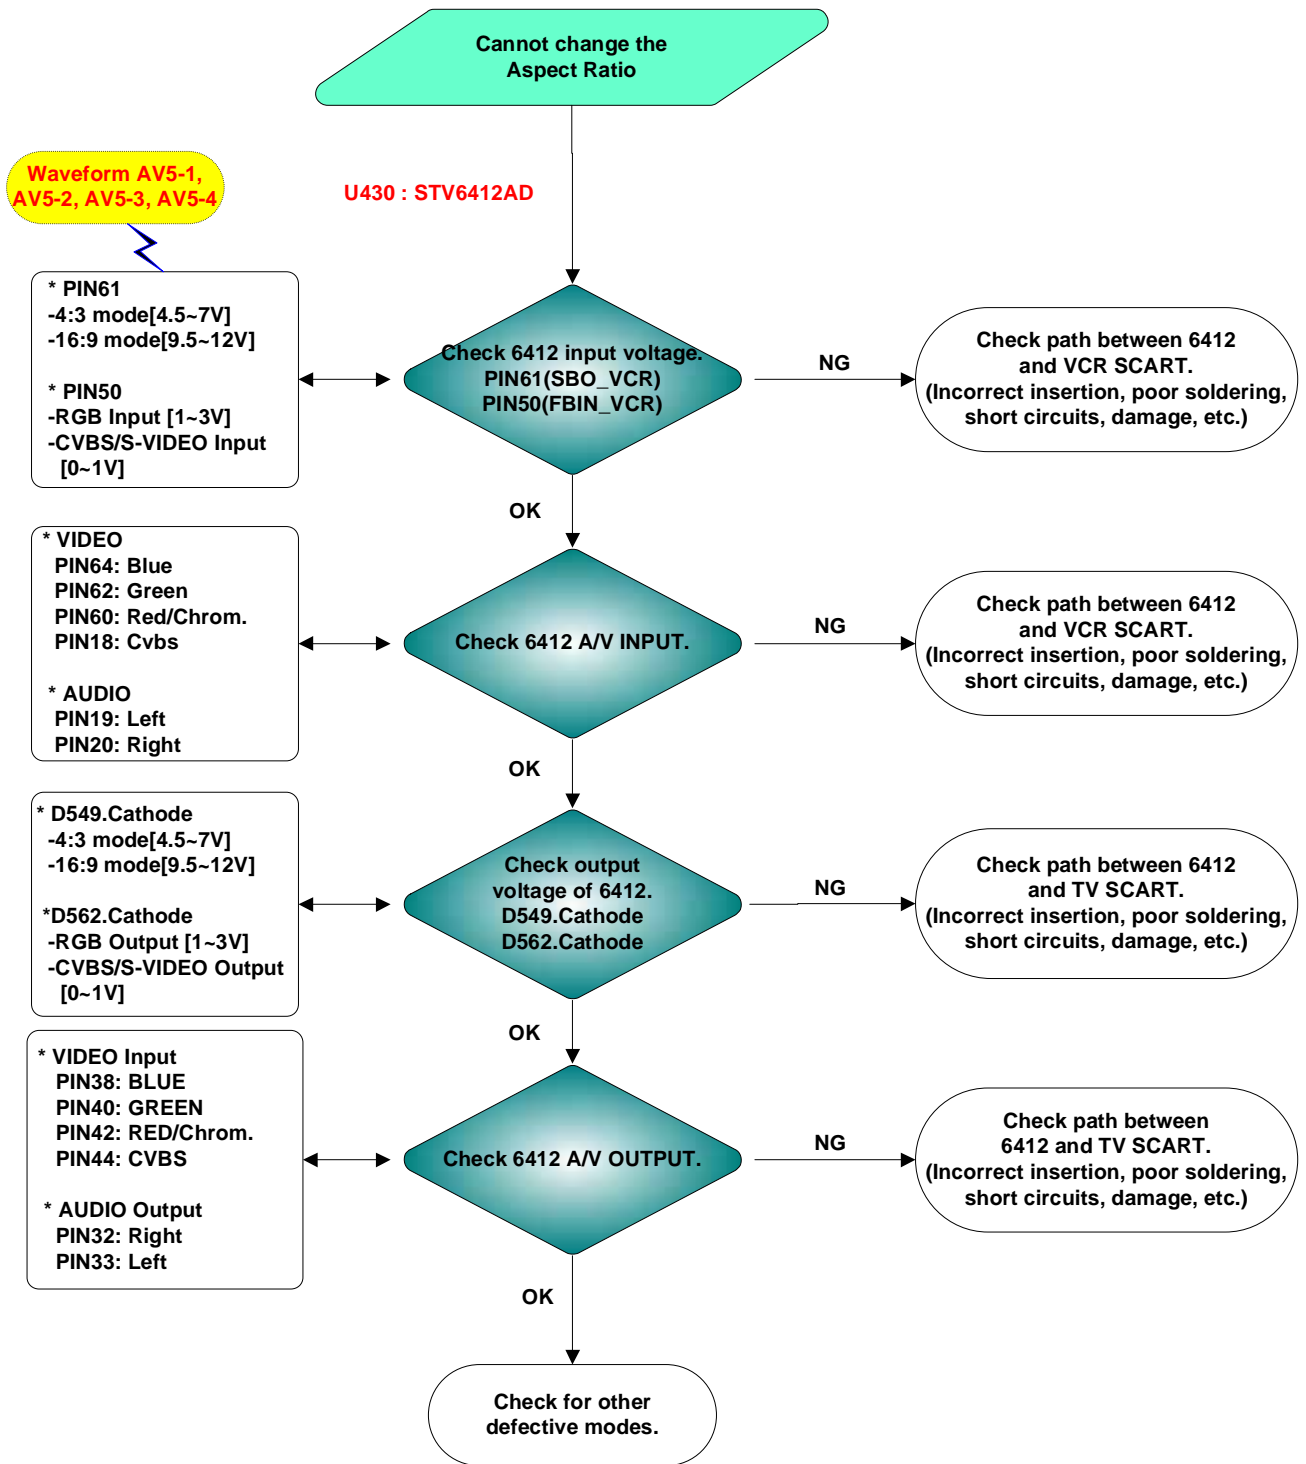 Cannot change the
Aspect Ratio
Waveform AV5-1,
AV5-2, AV5-3, AV5-4
U430 : STV6412AD
* PIN61
-4:3 mode[4.5~7V]
-16:9 mode[9.5~12V]
* PIN50
-RGB Input [1~3V]
-CVBS/S-VIDEO Input
[0~1V]
Check 6412 input voltage.
PIN61(SBO_VCR)
PIN50(FBIN_VCR)
NG
Check path between 6412
and VCR SCART.
(Incorrect insertion, poor soldering,
short circuits, damage, etc.)
OK
* VIDEO
PIN64: Blue
PIN62: Green
PIN60: Red/Chrom.
PIN18: Cvbs
* AUDIO
PIN19: Left
PIN20: Right
Check 6412 A/V INPUT.
NG
Check path between 6412
and VCR SCART.
(Incorrect insertion, poor soldering,
short circuits, damage, etc.)
OK
* D549.Cathode
-4:3 mode[4.5~7V]
-16:9 mode[9.5~12V]
*D562.Cathode
-RGB Output [1~3V]
-CVBS/S-VIDEO Output
[0~1V]
Check output
voltage of 6412.
D549.Cathode
D562.Cathode
NG
Check path between 6412
and TV SCART.
(Incorrect insertion, poor soldering,
short circuits, damage, etc.)
OK
* VIDEO Input
PIN38: BLUE
PIN40: GREEN
PIN42: RED/Chrom.
PIN44: CVBS
* AUDIO Output
PIN32: Right
PIN33: Left
Check 6412 A/V OUTPUT.
NG
Check path between
6412 and TV SCART.
(Incorrect insertion, poor soldering,
short circuits, damage, etc.)
OK
Check for other
defective modes.